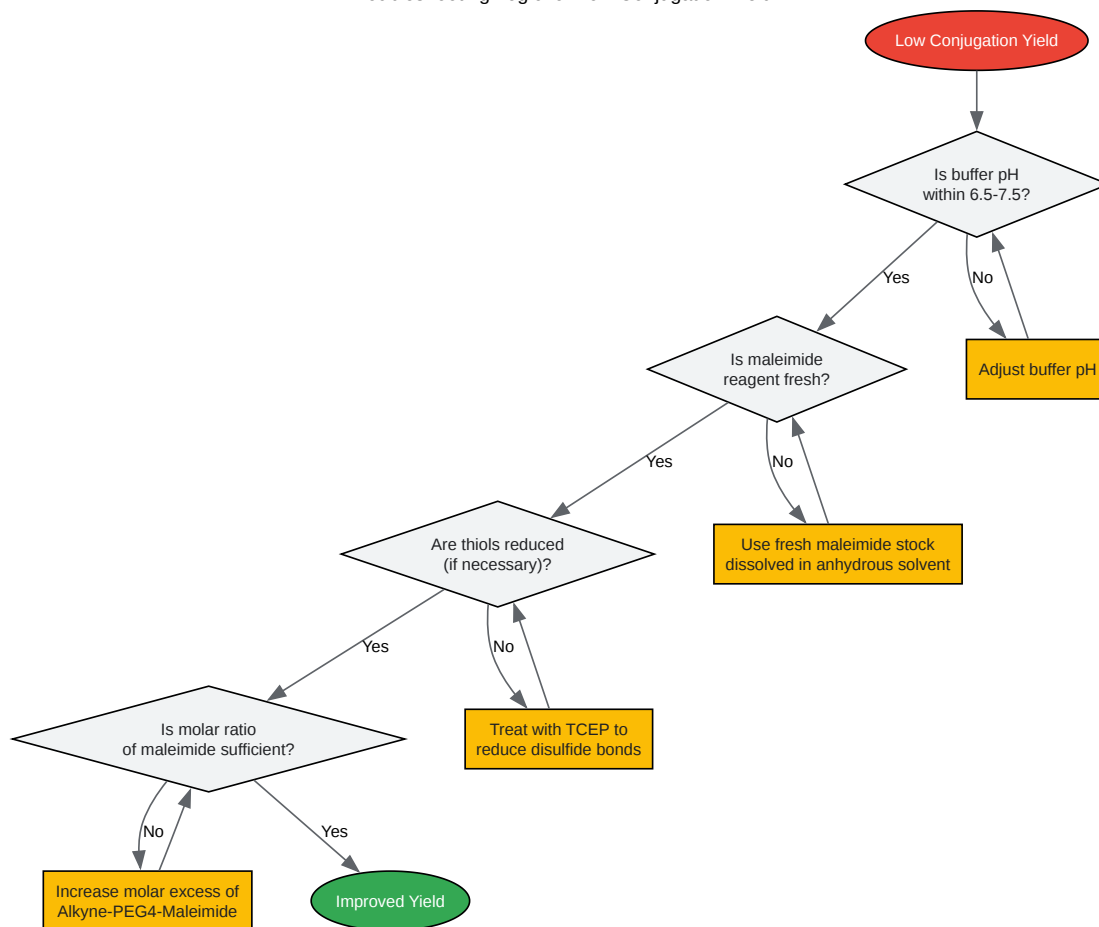 Low Conjugation Yield
Is buffer pH
within 6.5-7.5?
Yes
No
Is maleimide
reagent fresh?
Adjust buffer pH
Yes
No
Are thiols reduced
(if necessary)?
Use fresh maleimide stock
dissolved in anhydrous solvent
Yes
No
Is molar ratio
of maleimide sufficient?
Treat with TCEP to
reduce disulfide bonds
No
Yes
Increase molar excess of
Alkyne-PEG4-Maleimide
Improved Yield